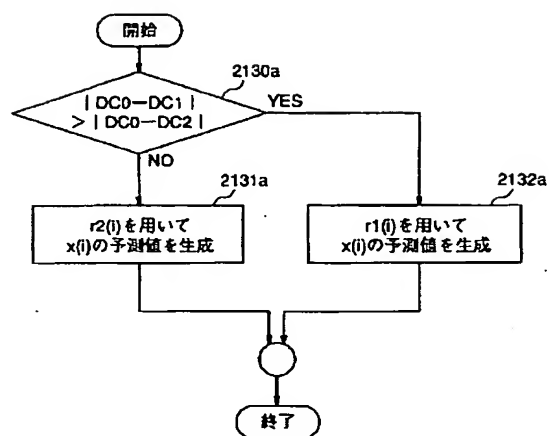 開始
2130a
| DC0－DC1 |
> | DC0－DC2 |
YES
NO
2131a
2132a
r2(i)を用いて
x(i)の予測値を生成
r1(i)を用いて
x(i)の予測値を生成
終了